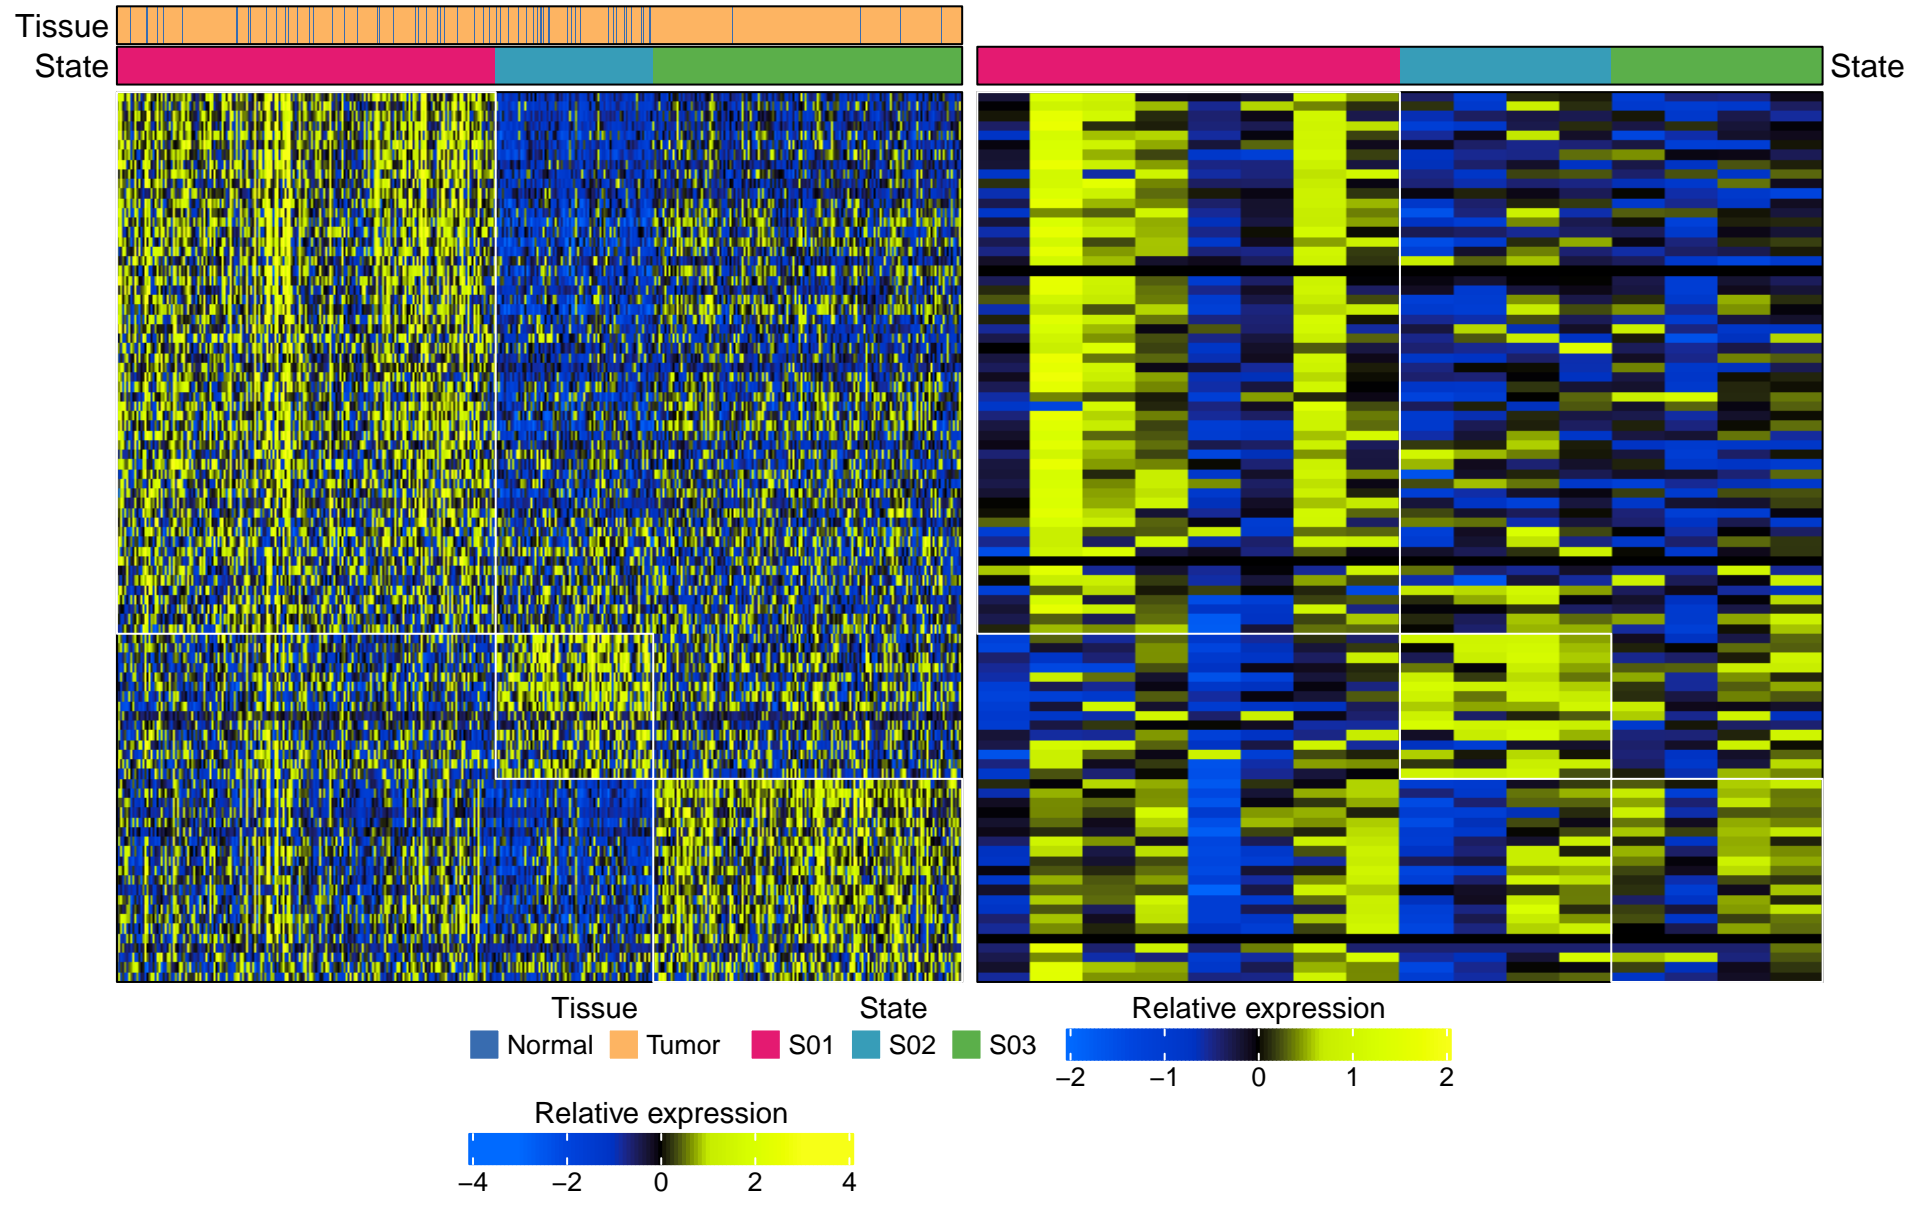 Tissue
State
State
Tissue
Normal Tumor
State
S01 S02 S03
Relative expression
−2 −1 0 1 2
Relative expression
−4 −2 0 2 4